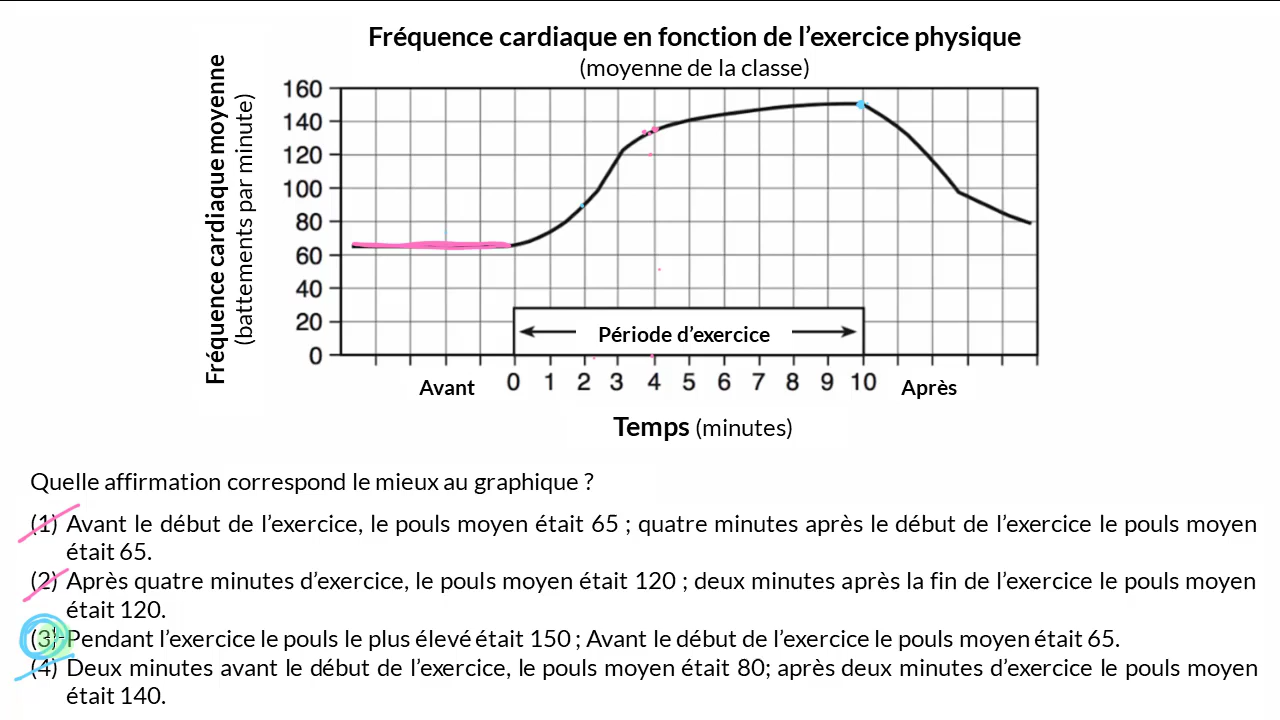 Fréquence cardiaque en fonction de l’exercice physique
(moyenne de la classe)
Fréquence cardiaque moyenne
(battements par minute)
160
140
120
100
80
60
40
20
0
Période d’exercice
Avant 0 1 2 3 4 5 6 7 8 9 10 Après
Temps (minutes)
Quelle affirmation correspond le mieux au graphique ?
(1) Avant le début de l’exercice, le pouls moyen était 65 ; quatre minutes après le début de l’exercice le pouls moyen
était 65.
(2) Après quatre minutes d’exercice, le pouls moyen était 120 ; deux minutes après la fin de l’exercice le pouls moyen
était 120.
(3) Pendant l’exercice le pouls le plus élevé était 150 ; Avant le début de l’exercice le pouls moyen était 65.
(4) Deux minutes avant le début de l’exercice, le pouls moyen était 80; après deux minutes d’exercice le pouls moyen
était 140.